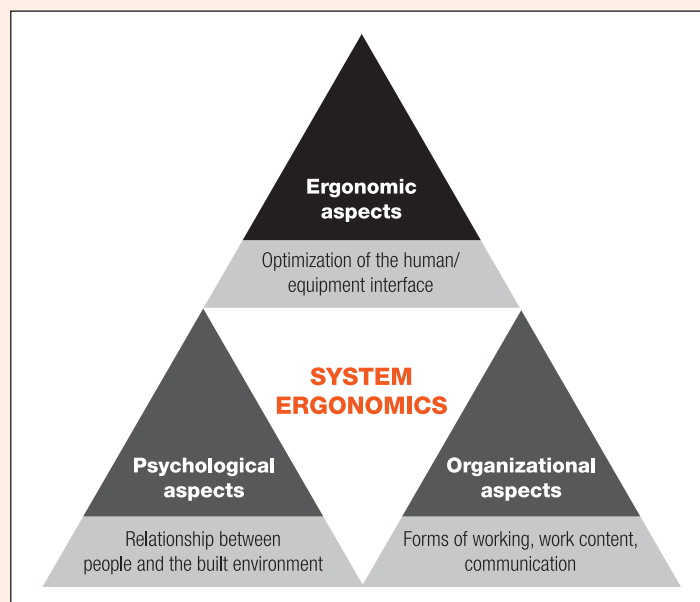 Ergonomic
aspects
Optimization of the human/
equipment interface
SYSTEM
ERGONOMICS
Psychological
aspects
Relationship between
people and the built environment
Organizational
aspects
Forms of working, work content,
communication